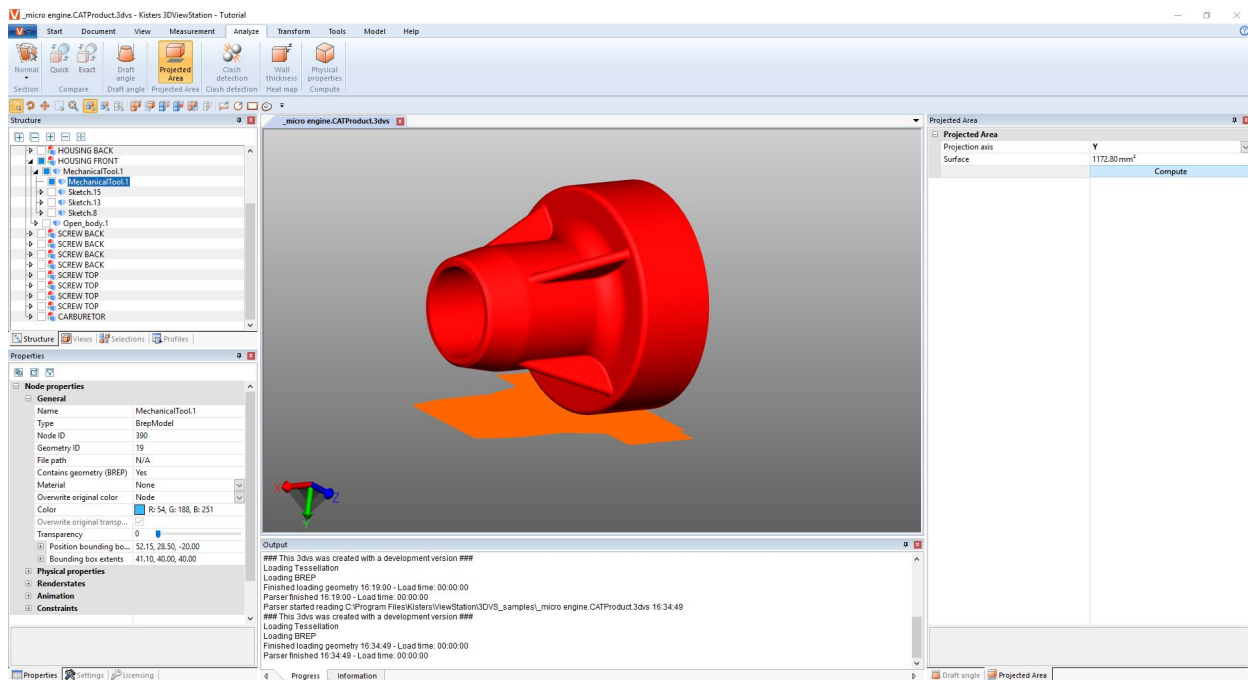 _micro engine.CATProduct.3dvs - Kisters 3DViewStation - Tutorial
V Start Document View Measurement Analyze Transform Tools Model Help
Normal Quick Exact Draft angle Projected Area Clash detection Wall thickness Physical properties
Section Compare Draft angle Projected Area Clash detection Heat map Compute
Structure
HOUSING BACK
HOUSING FRONT
MechanicalTool.1
MechanicalTool.1
Sketch.15
Sketch.13
Sketch.8
Open_body.1
SCREW BACK
SCREW BACK
SCREW BACK
SCREW BACK
SCREW TOP
SCREW TOP
SCREW TOP
SCREW TOP
CARBURETOR
Structure Views Selections Profiles
Properties
Node properties
General
Name MechanicalTool.1
Type BrepModel
Node ID 390
Geometry ID 19
File path N/A
Contains geometry (BREP) Yes
Material None
Overwrite original color Node
Color R: 54, G: 188, B: 251
Overwrite original transp...
Transparency 0
Position bounding bo... 52.15, 28.50, -20.00
Bounding box extents 41.10, 40.00, 40.00
Physical properties
Renderstates
Animation
Constraints
Properties Settings Licensing
_micro engine.CATProduct.3dvs
X Z
Y
Output
### This 3dvs was created with a development version ###
Loading Tessellation
Loading BREP
Finished loading geometry 16:19:00 - Load time: 00:00:00
Parser finished 16:19:00 - Load time: 00:00:00
Parser started reading C:\Program Files\Kisters\ViewStation\3DVS_samples\_micro engine.CATProduct.3dvs 16:34:49
### This 3dvs was created with a development version ###
Loading Tessellation
Loading BREP
Finished loading geometry 16:34:49 - Load time: 00:00:00
Parser finished 16:34:49 - Load time: 00:00:00
Progress Information
Projected Area
Projected Area
Projection axis Y
Surface 1172.80 mm²
Compute
Draft angle Projected Area